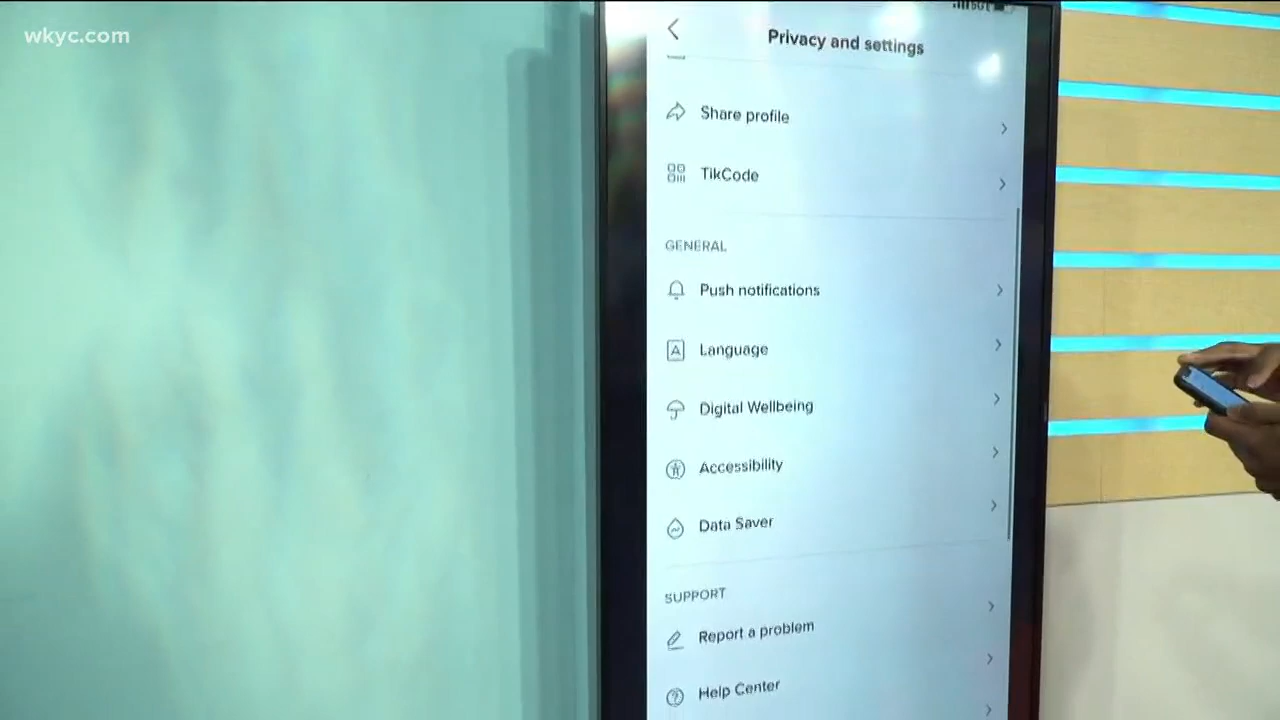 wkyc.com
Privacy and settings
Share profile
TikCode
GENERAL
Push notifications
Language
Digital Wellbeing
Accessibility
Data Saver
SUPPORT
Report a problem
Help Center